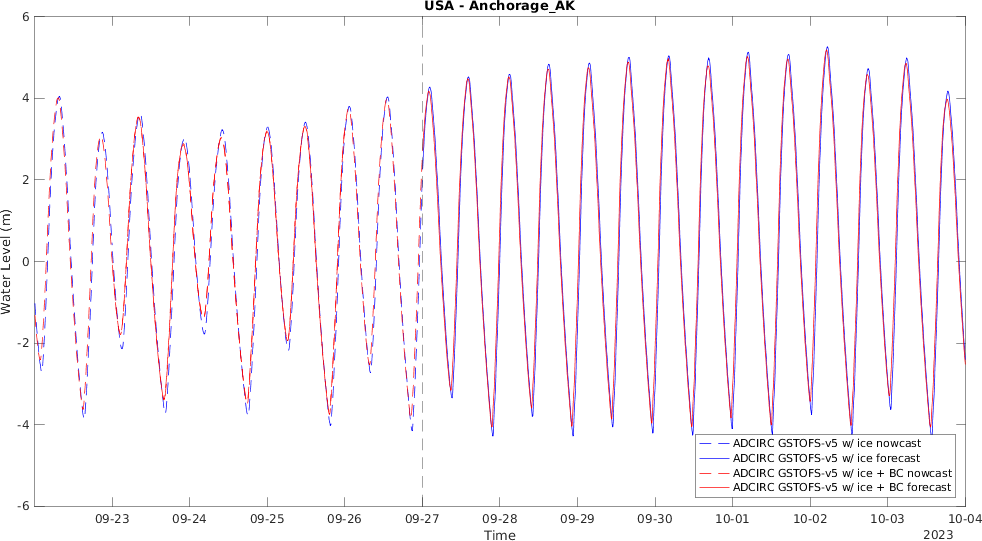 USA - Anchorage_AK
Water Level (m)
6
4
2
0
-2
-4
-6
ADCIRC GSTOFS-v5 w/ ice nowcast
ADCIRC GSTOFS-v5 w/ ice forecast
ADCIRC GSTOFS-v5 w/ ice + BC nowcast
ADCIRC GSTOFS-v5 w/ ice + BC forecast
09-23 09-24 09-25 09-26 09-27 09-28 09-29 09-30 10-01 10-02 10-03 10-04
Time
2023